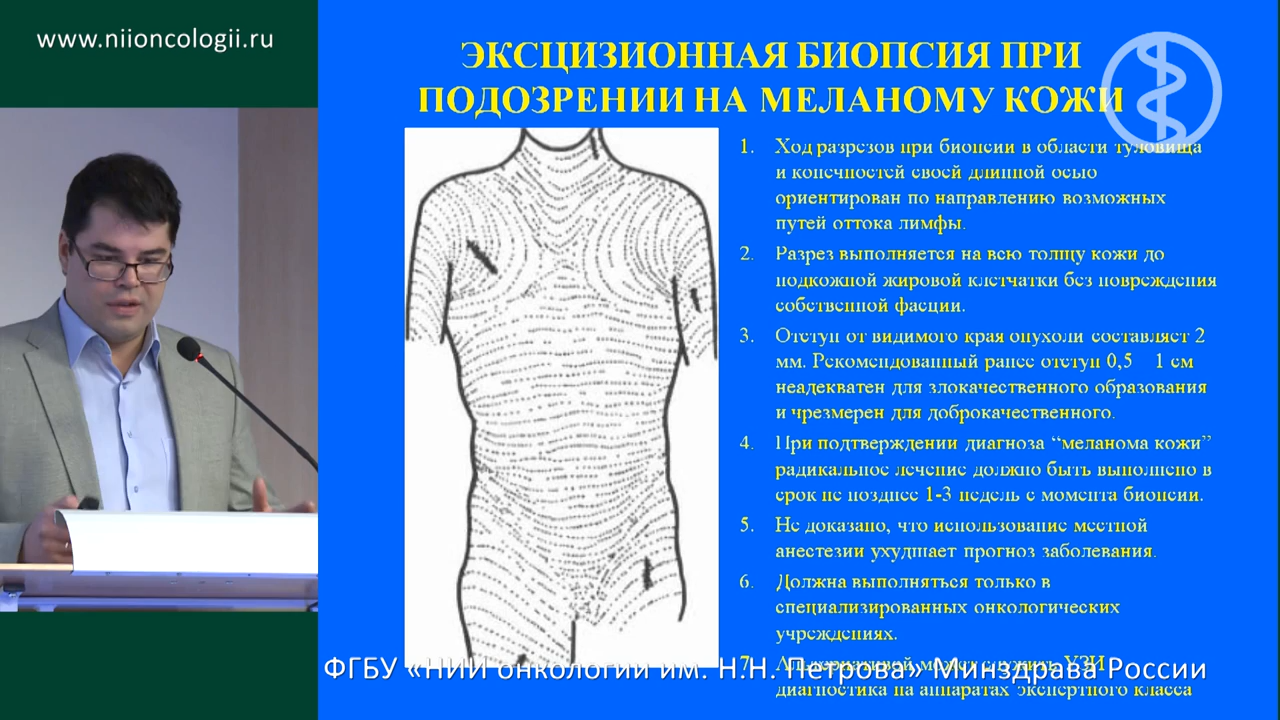 www.niioncologii.ru
ЭКСЦИЗИОННАЯ БИОПСИЯ ПРИ
ПОДОЗРЕНИИ НА МЕЛАНОМУ КОЖИ
1. Ход разрезов при биопсии в области туловища
и конечностей своей длинной осью
ориентирован по направлению возможных
путей оттока лимфы.
2. Разрез выполняется на всю толщу кожи до
подкожной жировой клетчатки без повреждения
собственной фасции.
3. Отступ от видимого края опухоли составляет 2
мм. Рекомендованный ранее отступ 0,5 1 см
неадекватен для злокачественного образования
и чрезмерен для доброкачественного.
4. При подтверждении диагноза “меланома кожи”
радикальное лечение должно быть выполнено в
срок не позднее 1-3 недель с момента биопсии.
5. Не доказано, что использование местной
анестезии ухудшает прогноз заболевания.
6. Должна выполняться только в
специализированных онкологических
учреждениях.
7. Альтернативой может служить УЗИ
диагностика на аппаратах экспертного класса
ФГБУ «НИИ онкологии им. Н.Н. Петрова» Минздрава России